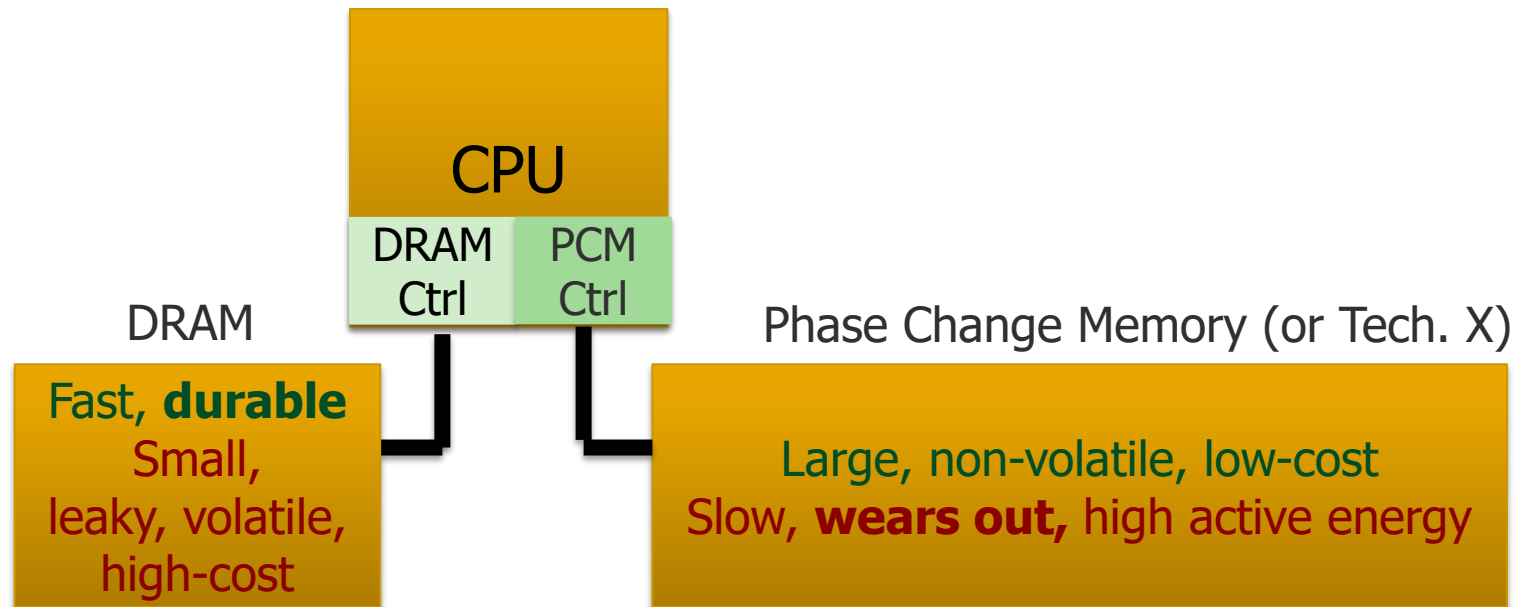 CPU
DRAM
Ctrl
PCM
Ctrl
DRAM
Fast, durable
Small,
leaky, volatile,
high-cost
Phase Change Memory (or Tech. X)
Large, non-volatile, low-cost
Slow, wears out, high active energy